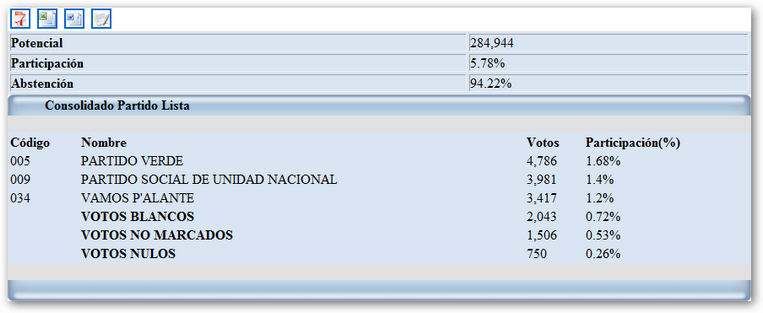 Potencial 284,944
Participación 5.78%
Abstención 94.22%
Consolidado Partido Lista
Código Nombre Votos Participación(%)
005 PARTIDO VERDE 4,786 1.68%
009 PARTIDO SOCIAL DE UNIDAD NACIONAL 3,981 1.4%
034 VAMOS P'ALANTE 3,417 1.2%
VOTOS BLANCOS 2,043 0.72%
VOTOS NO MARCADOS 1,506 0.53%
VOTOS NULOS 750 0.26%